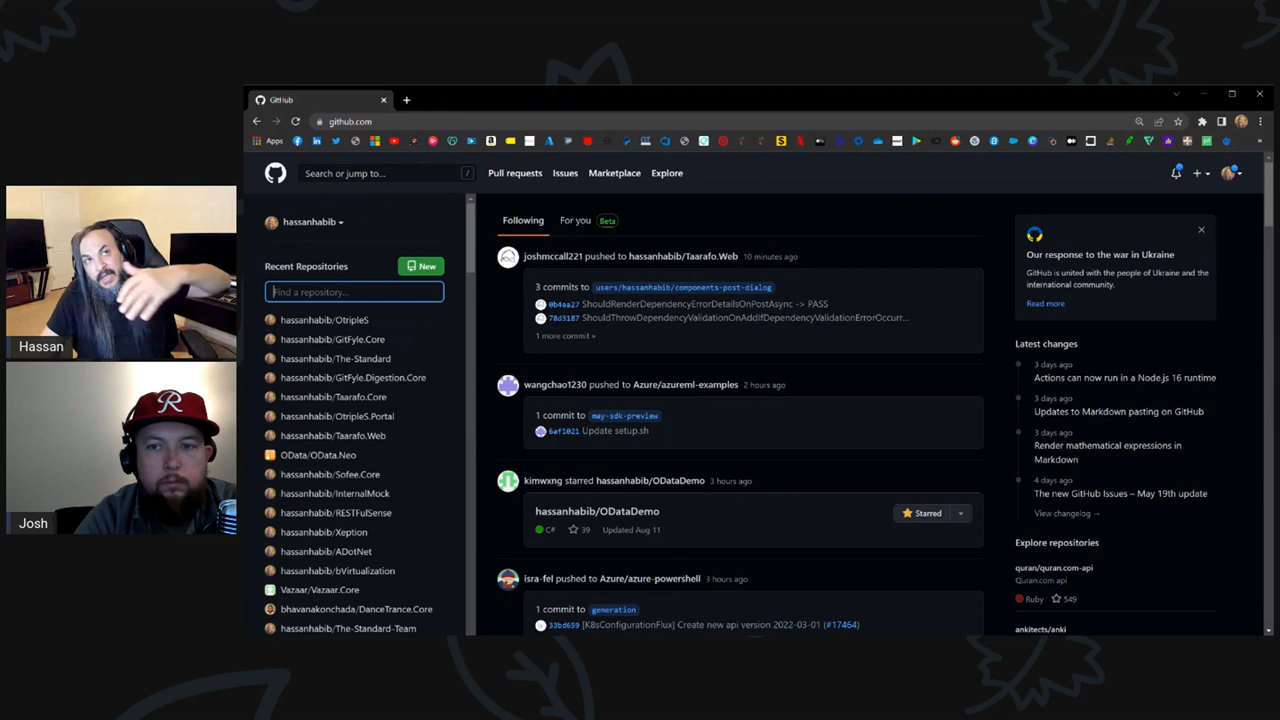 GitHub
github.com
Apps
Search or jump to...
/
Pull requests
Issues
Marketplace
Explore
hassanhabib
Recent Repositories
New
Find a repository...
hassanhabib/OtripleS
hassanhabib/GitFyle.Core
hassanhabib/The-Standard
hassanhabib/GitFyle.Digestion.Core
hassanhabib/Taarafo.Core
hassanhabib/OtripleS.Portal
hassanhabib/Taarafo.Web
OData/OData.Neo
hassanhabib/Sofee.Core
hassanhabib/InternalMock
hassanhabib/RESTFulSense
hassanhabib/Xeption
hassanhabib/ADotNet
hassanhabib/bVirtualization
Vazaar/Vazaar.Core
bhavanakonchada/DanceTrance.Core
hassanhabib/The-Standard-Team
Following
For you
Beta
joshmccall221 pushed to hassanhabib/Taarafo.Web 10 minutes ago
3 commits to users/hassanhabib/components-post-dialog
0b4ea27 ShouldRenderDependencyErrorDetailsOnPostAsync -> PASS
78d3187 ShouldThrowDependencyValidationOnAddIfDependencyValidationErrorOccurr...
1 more commit »
wangchao1230 pushed to Azure/azureml-examples 2 hours ago
1 commit to may-sdk-preview
6af1021 Update setup.sh
kimwxng starred hassanhabib/ODataDemo 3 hours ago
hassanhabib/ODataDemo
Starred
C# 39 Updated Aug 11
isra-fel pushed to Azure/azure-powershell 3 hours ago
1 commit to generation
33bd659 [K8sConfigurationFlux] Create new api version 2022-03-01 (#17464)
Our response to the war in Ukraine
GitHub is united with the people of Ukraine and the
international community.
Read more
Latest changes
3 days ago
Actions can now run in a Node.js 16 runtime
3 days ago
Updates to Markdown pasting on GitHub
3 days ago
Render mathematical expressions in
Markdown
4 days ago
The new GitHub Issues – May 19th update
View changelog →
Explore repositories
quran/quran.com-api
Quran.com api
Ruby 549
ankitects/anki
Hassan
R
Josh